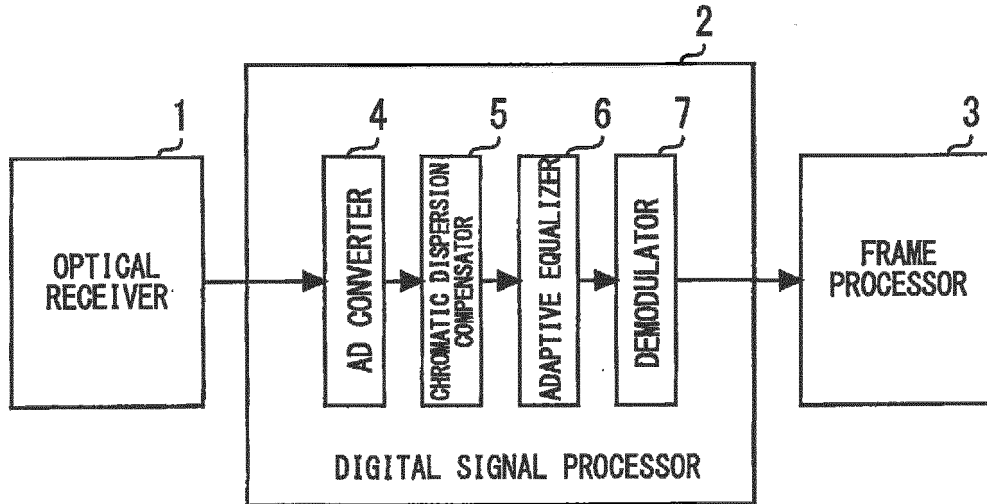 2
1
4
5
6
7
3
OPTICAL
RECEIVER
AD CONVERTER
CHROMATIC DISPERSION
COMPENSATOR
ADAPTIVE EQUALIZER
DEMODULATOR
FRAME
PROCESSOR
DIGITAL SIGNAL PROCESSOR